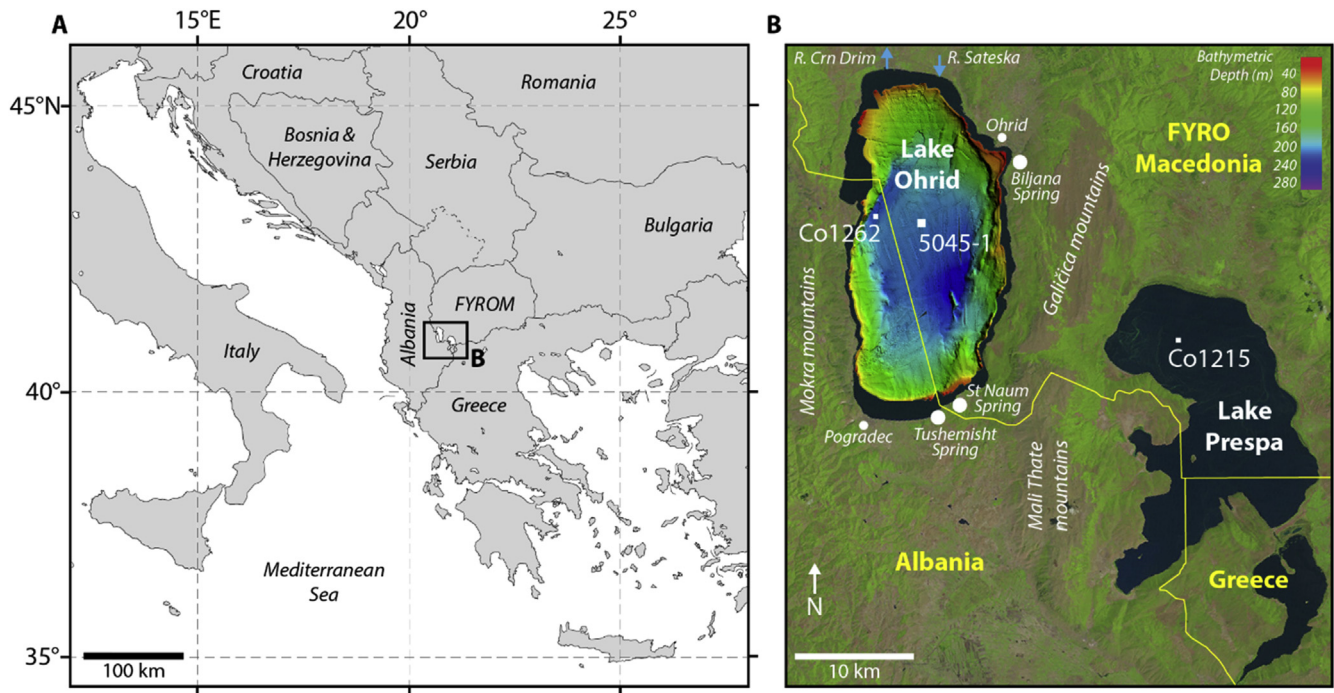 A
15°E
20°
25°
45°N
40°
35°
Croatia
Romania
Bosnia &
Herzegovina
Serbia
Bulgaria
FYROM
Albania
B
Italy
Greece
Mediterranean
Sea
100 km
B
R. Crn Drim
R. Sateska
Bathymetric
Depth (m)
40
80
120
160
200
240
280
Ohrid
FYRO
Macedonia
Lake
Ohrid
Biljana
Spring
Co1262
5045-1
Galičica mountains
Mokra mountains
Co1215
St Naum
Spring
Lake
Prespa
Pogradec
Tushemisht
Spring
Mali Thate
mountains
Albania
Greece
N
10 km